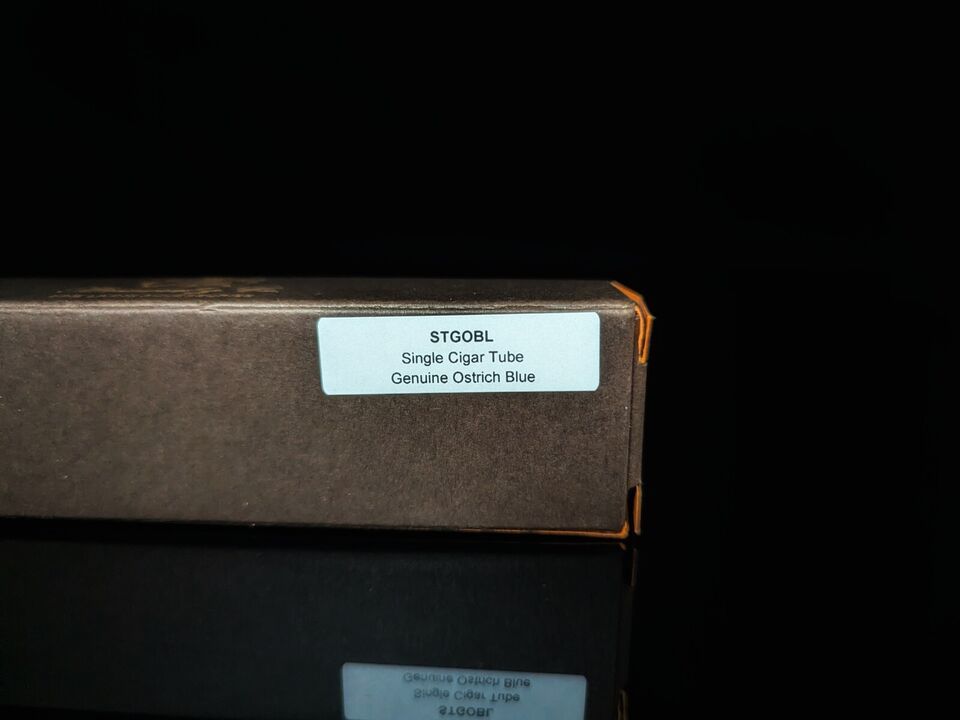 STGOBL
Single Cigar Tube
Genuine Ostrich Blue